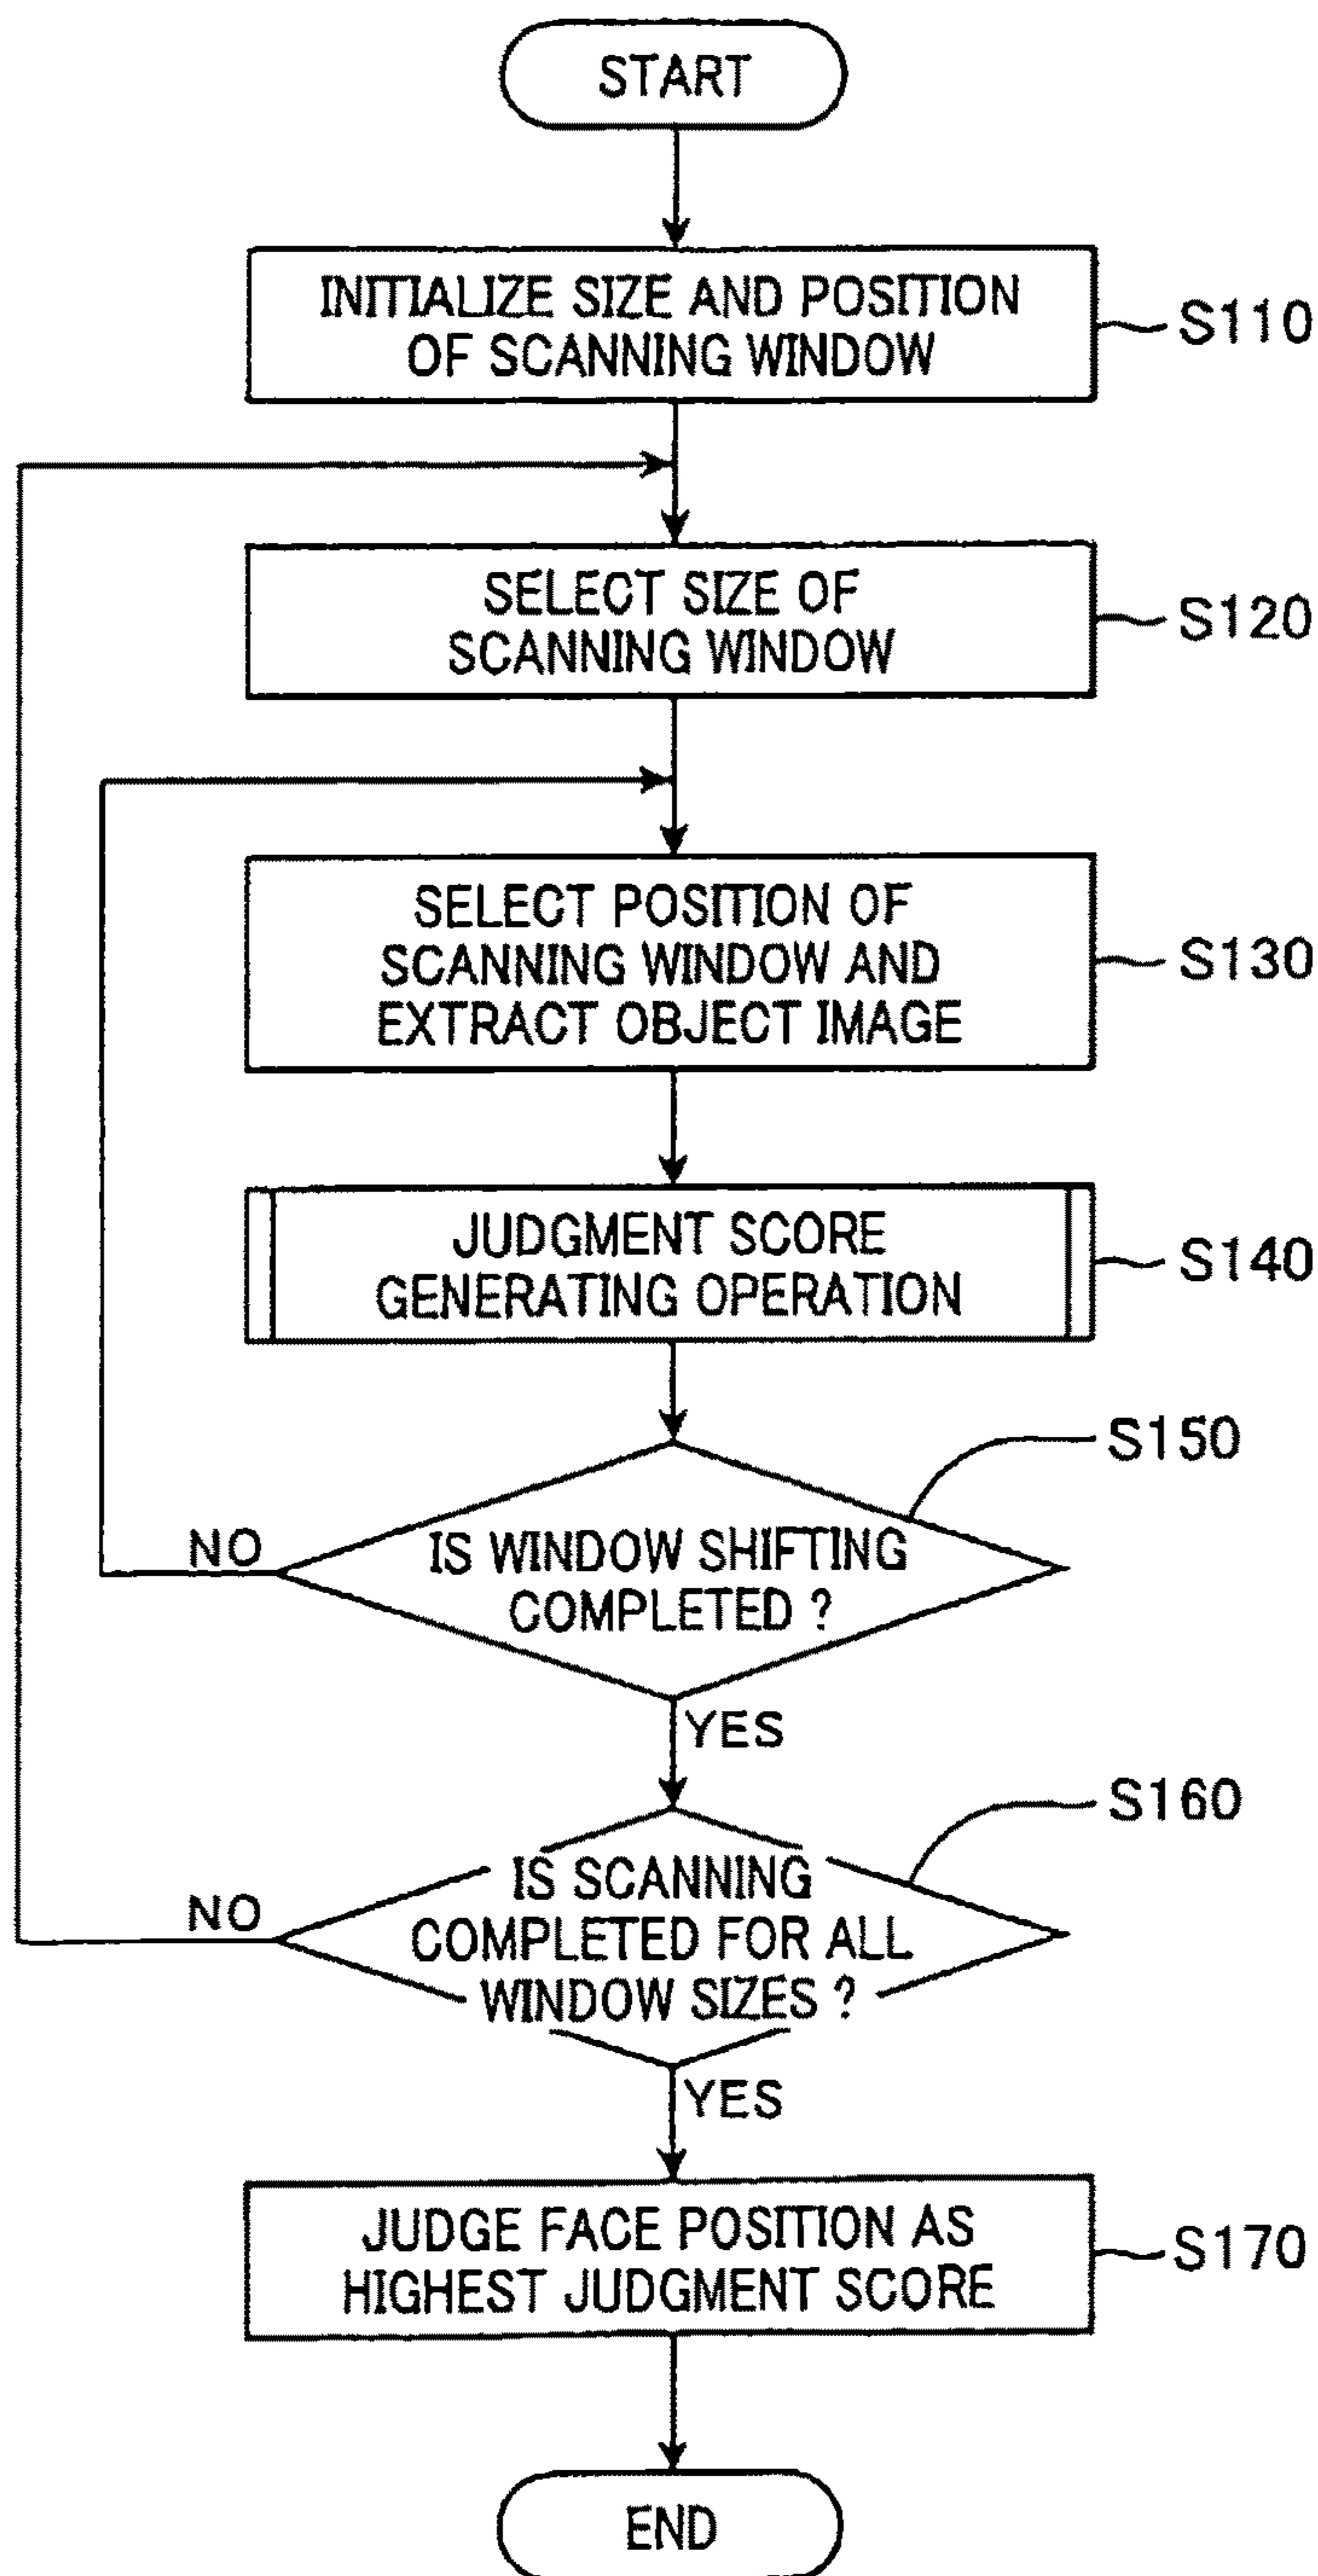 START
INITIALIZE SIZE AND POSITION
OF SCANNING WINDOW
S110
SELECT SIZE OF
SCANNING WINDOW
S120
SELECT POSITION OF
SCANNING WINDOW AND
EXTRACT OBJECT IMAGE
S130
JUDGMENT SCORE
GENERATING OPERATION
S140
S150
NO
IS WINDOW SHIFTING
COMPLETED ?
YES
S160
NO
IS SCANNING
COMPLETED FOR ALL
WINDOW SIZES ?
YES
JUDGE FACE POSITION AS
HIGHEST JUDGMENT SCORE
S170
END